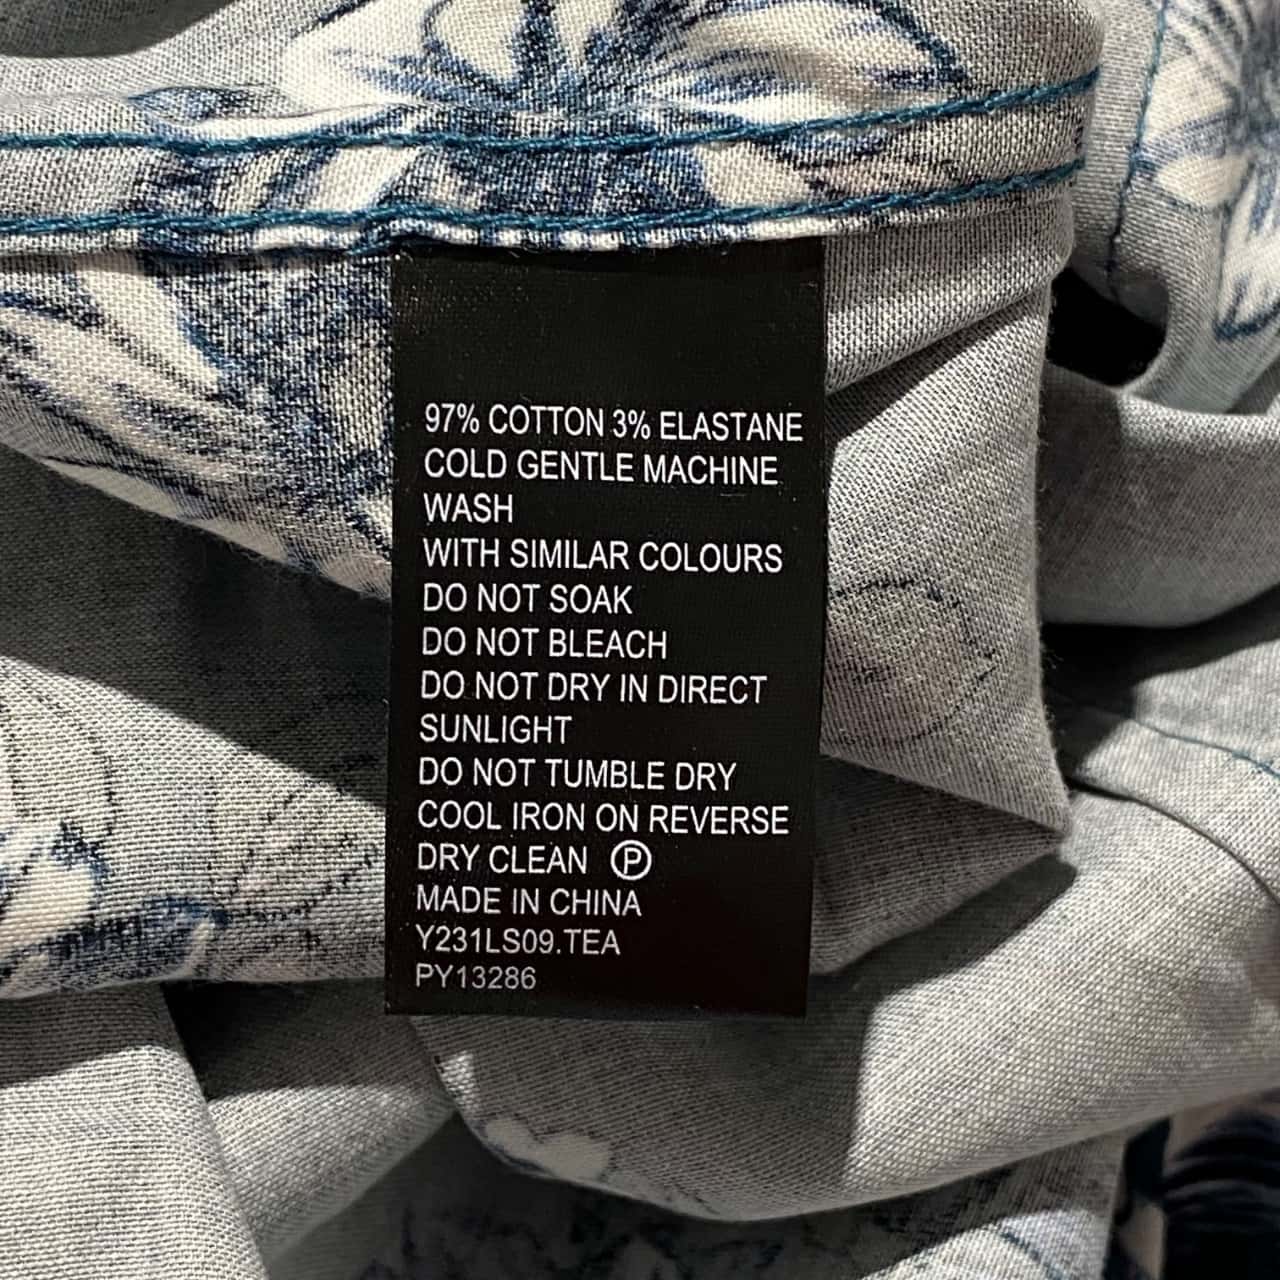 97% COTTON 3% ELASTANE
COLD GENTLE MACHINE
WASH
WITH SIMILAR COLOURS
DO NOT SOAK
DO NOT BLEACH
DO NOT DRY IN DIRECT
SUNLIGHT
DO NOT TUMBLE DRY
COOL IRON ON REVERSE
DRY CLEAN Ⓟ
MADE IN CHINA
Y231LS09.TEA
PY13286